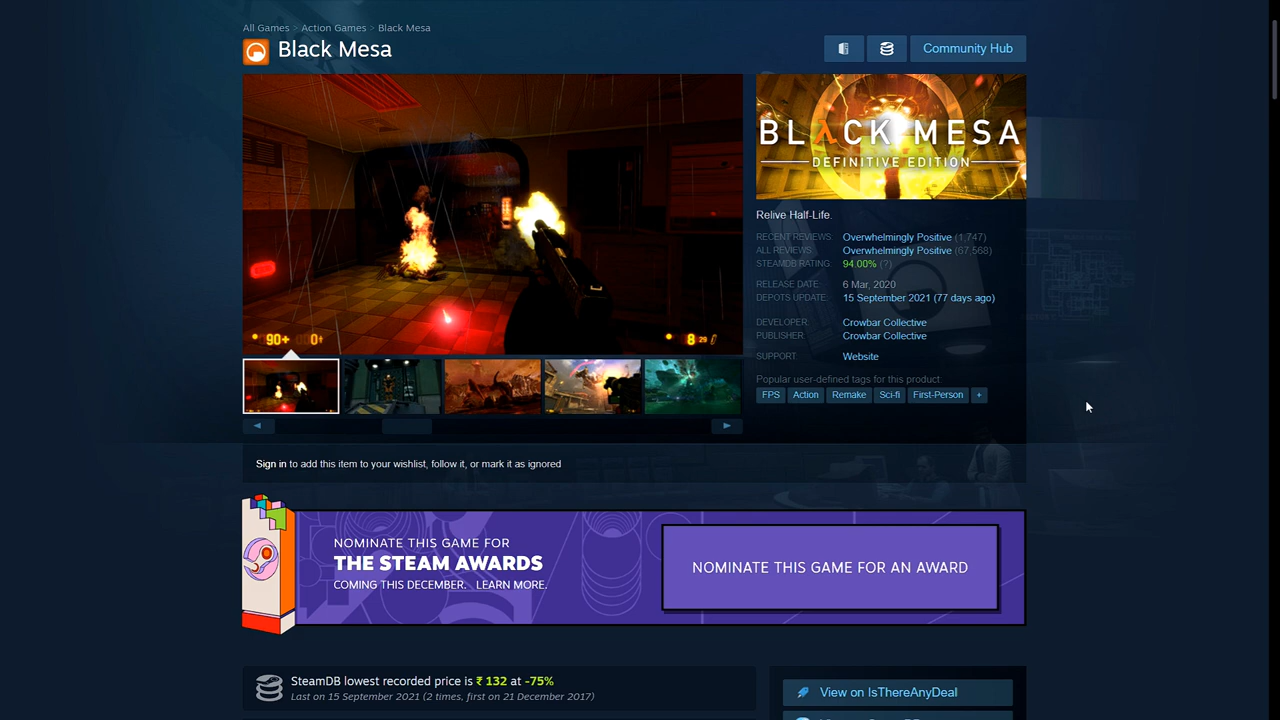 All Games > Action Games > Black Mesa
Black Mesa
Community Hub
90+ 0
8 29
BLACK MESA
DEFINITIVE EDITION
Relive Half-Life.
RECENT REVIEWS: Overwhelmingly Positive (1,747)
ALL REVIEWS: Overwhelmingly Positive (67,568)
STEAMDB RATING: 94.00% (?)
RELEASE DATE: 6 Mar, 2020
DEPOTS UPDATE: 15 September 2021 (77 days ago)
DEVELOPER: Crowbar Collective
PUBLISHER: Crowbar Collective
SUPPORT: Website
Popular user-defined tags for this product:
FPS Action Remake Sci-fi First-Person +
Sign in to add this item to your wishlist, follow it, or mark it as ignored
NOMINATE THIS GAME FOR
THE STEAM AWARDS
COMING THIS DECEMBER. LEARN MORE.
NOMINATE THIS GAME FOR AN AWARD
SteamDB lowest recorded price is ₹ 132 at -75%
Last on 15 September 2021 (2 times, first on 21 December 2017)
View on IsThereAnyDeal